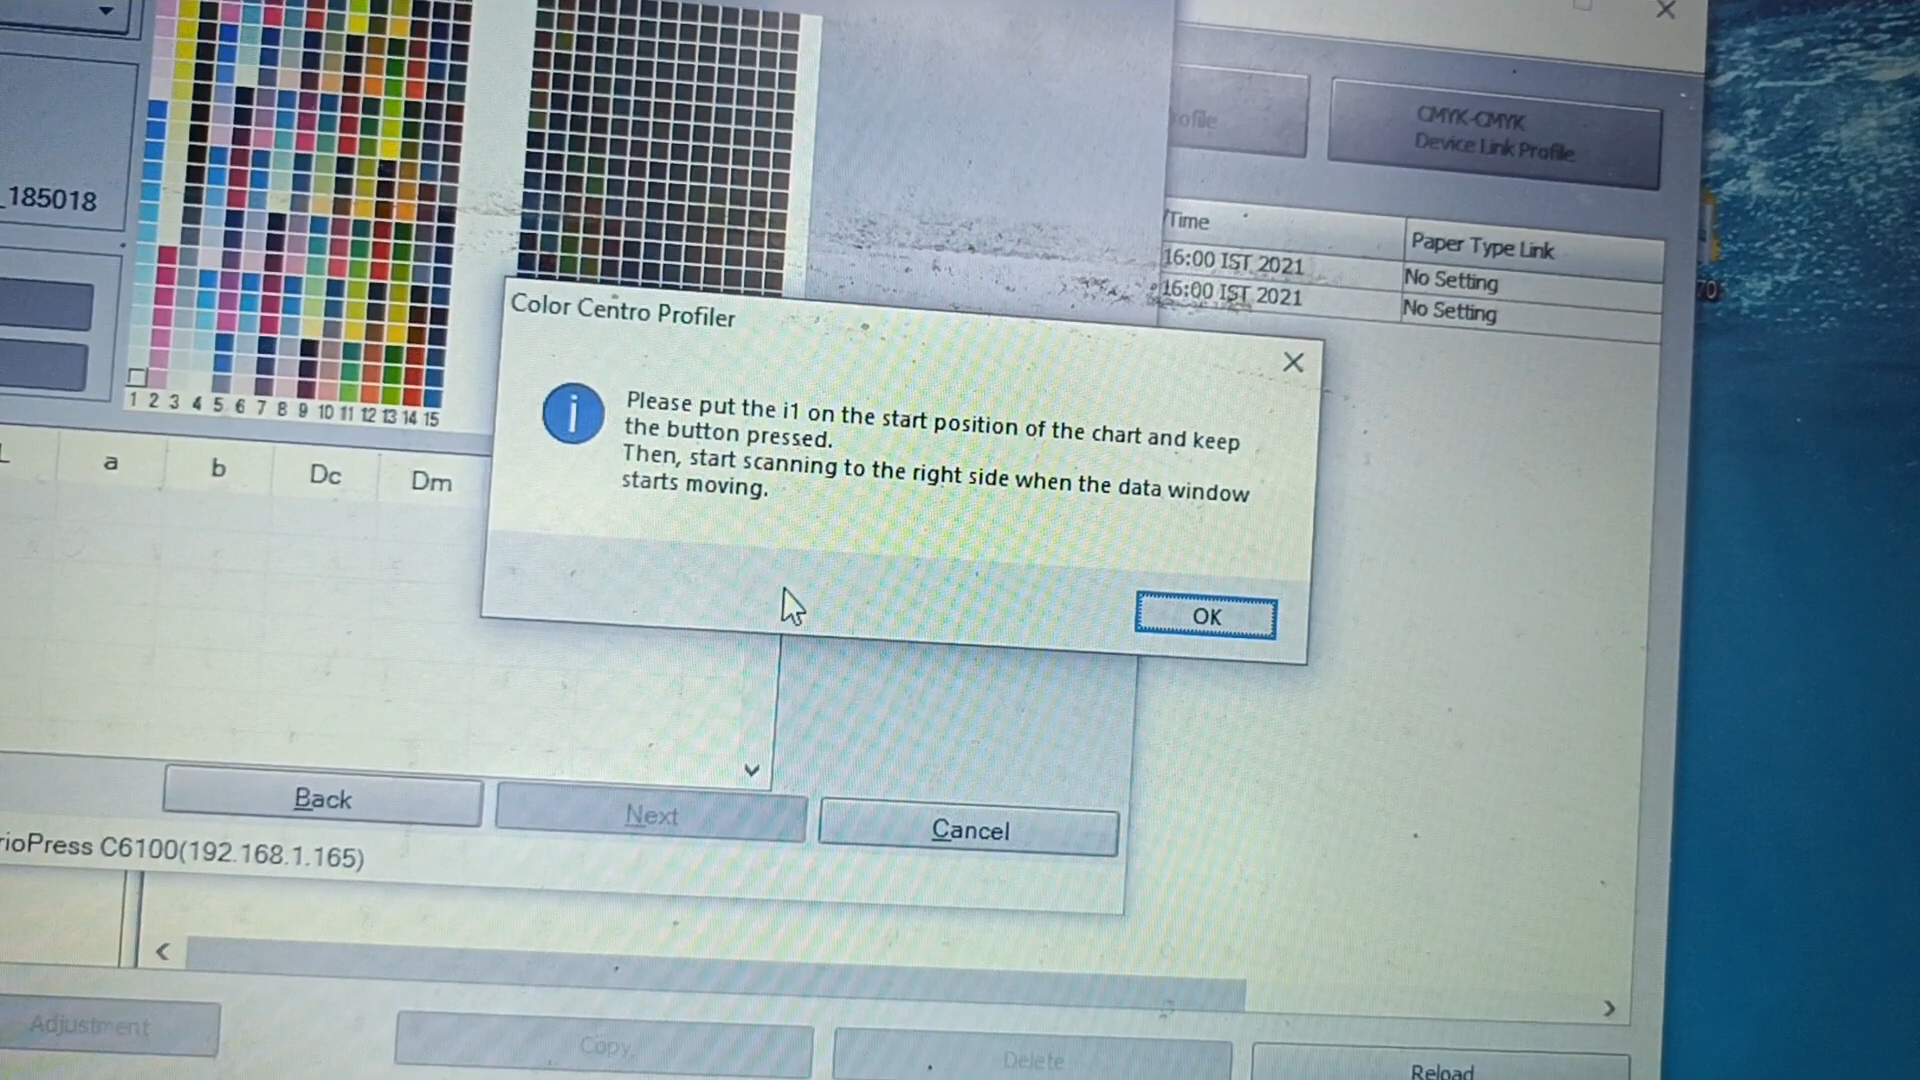 CMYK-CMYK
Device Link Profile
ofile
_185018
/Time
Paper Type Link
16:00 IST 2021
No Setting
16:00 IST 2021
No Setting
Color Centro Profiler
Please put the i1 on the start position of the chart and keep
the button pressed.
Then, start scanning to the right side when the data window
starts moving.
OK
1 2 3 4 5 6 7 8 9 10 11 12 13 14 15
L a b Dc Dm
Back
Next
Cancel
rioPress C6100(192.168.1.165)
Adjustment
Copy
Delete
Reload